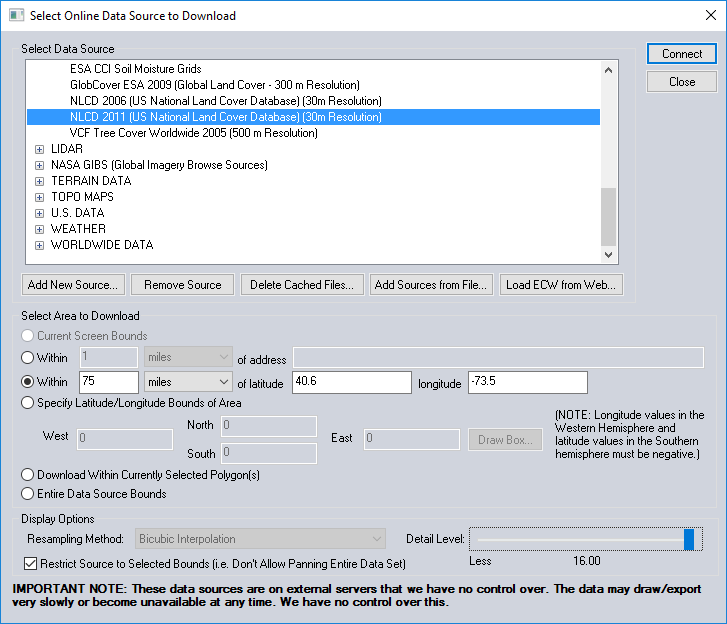 Select Online Data Source to Download
Select Data Source
Connect
Close
ESA CCI Soil Moisture Grids
GlobCover ESA 2009 (Global Land Cover - 300 m Resolution)
NLCD 2006 (US National Land Cover Database) (30m Resolution)
NLCD 2011 (US National Land Cover Database) (30m Resolution)
VCF Tree Cover Worldwide 2005 (500 m Resolution)
LIDAR
NASA GIBS (Global Imagery Browse Sources)
TERRAIN DATA
TOPO MAPS
U.S. DATA
WEATHER
WORLDWIDE DATA
Add New Source... Remove Source Delete Cached Files... Add Sources from File... Load ECW from Web...
Select Area to Download
Current Screen Bounds
Within 1 miles of address
Within 75 miles of latitude 40.6 longitude -73.5
Specify Latitude/Longitude Bounds of Area
North 0
West 0 East 0 Draw Box...
South 0
(NOTE: Longitude values in the
Western Hemisphere and
latitude values in the Southern
hemisphere must be negative.)
Download Within Currently Selected Polygon(s)
Entire Data Source Bounds
Display Options
Resampling Method: Bicubic Interpolation Detail Level:
Less 16.00
Restrict Source to Selected Bounds (i.e. Don't Allow Panning Entire Data Set)
IMPORTANT NOTE: These data sources are on external servers that we have no control over. The data may draw/export
very slowly or become unavailable at any time. We have no control over this.